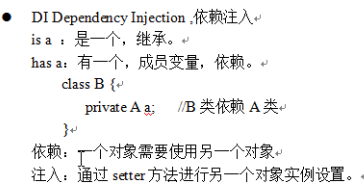 ● DI Dependency Injection ,依赖注入
is a ：是一个，继承。
has a：有一个，成员变量，依赖。
class B {
private A a; //B 类依赖 A 类
}
依赖：一个对象需要使用另一个对象
注入：通过 setter 方法进行另一个对象实例设置。